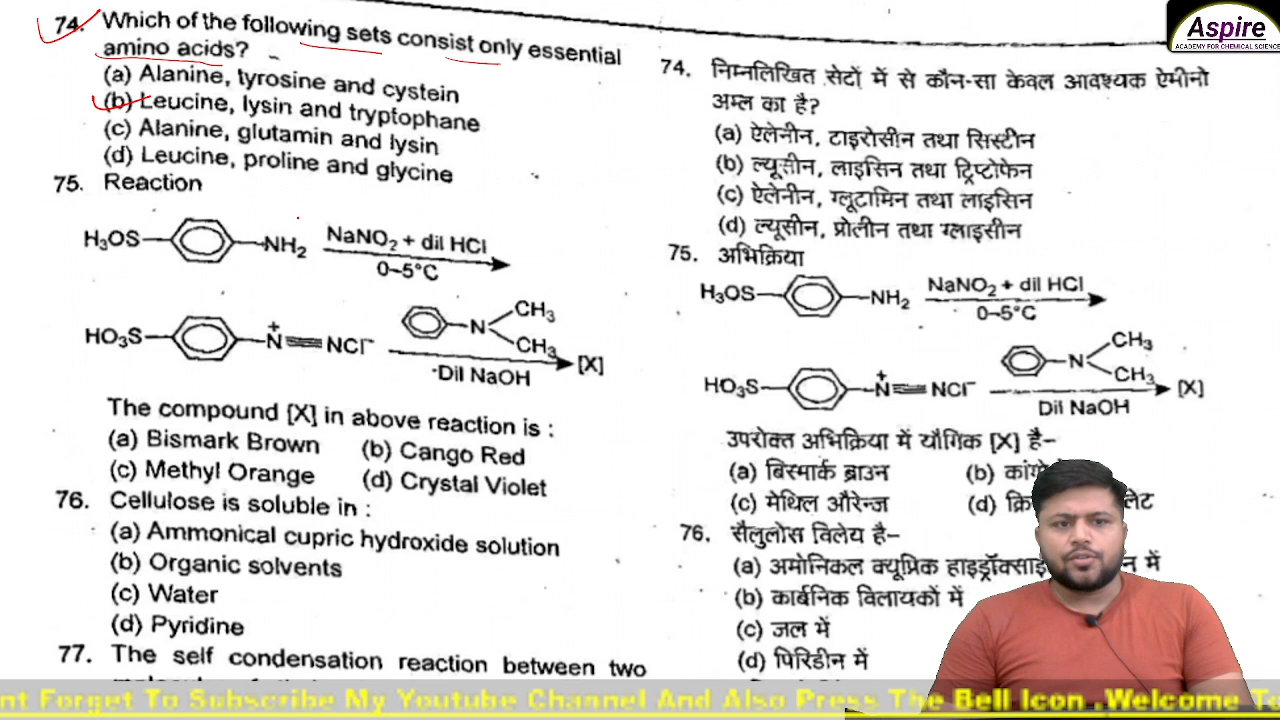 74. Which of the following sets consist only essential
amino acids?
(a) Alanine, tyrosine and cystein
(b) Leucine, lysin and tryptophane
(c) Alanine, glutamin and lysin
(d) Leucine, proline and glycine
75. Reaction
H₃OS NH₂ NaNO₂ + dil HCl
0–5°C
HO₃S N⁺≡NCl⁻ N CH₃
CH₃
Dil NaOH [X]
The compound [X] in above reaction is :
(a) Bismark Brown (b) Cango Red
(c) Methyl Orange (d) Crystal Violet
76. Cellulose is soluble in :
(a) Ammonical cupric hydroxide solution
(b) Organic solvents
(c) Water
(d) Pyridine
77. The self condensation reaction between two
74. निम्नलिखित सेटों में से कौन-सा केवल आवश्यक ऐमीनो
अम्ल का है?
(a) ऐलेनीन, टाइरोसीन तथा सिस्टीन
(b) ल्यूसीन, लाइसिन तथा ट्रिप्टोफेन
(c) ऐलेनीन, ग्लूटामिन तथा लाइसिन
(d) ल्यूसीन, प्रोलीन तथा ग्लाइसीन
75. अभिक्रिया
H₃OS NH₂ NaNO₂ + dil HCl
0–5°C
HO₃S N⁺≡NCl⁻ N CH₃
CH₃
Dil NaOH [X]
उपरोक्त अभिक्रिया में यौगिक [X] है–
(a) बिस्मार्क ब्राउन (b)
(c) मेथिल औरेन्ज (d)
76. सैलुलोस विलेय है–
(a) अमोनिकल क्यूप्रिक में
(b) कार्बनिक विलायकों में
(c) जल में
(d) पिरिडीन में
Aspire
ACADEMY FOR CHEMICAL SCIENCE
Forget To Subscribe My Youtube Channel And Also Press The Bell Icon .Welcome